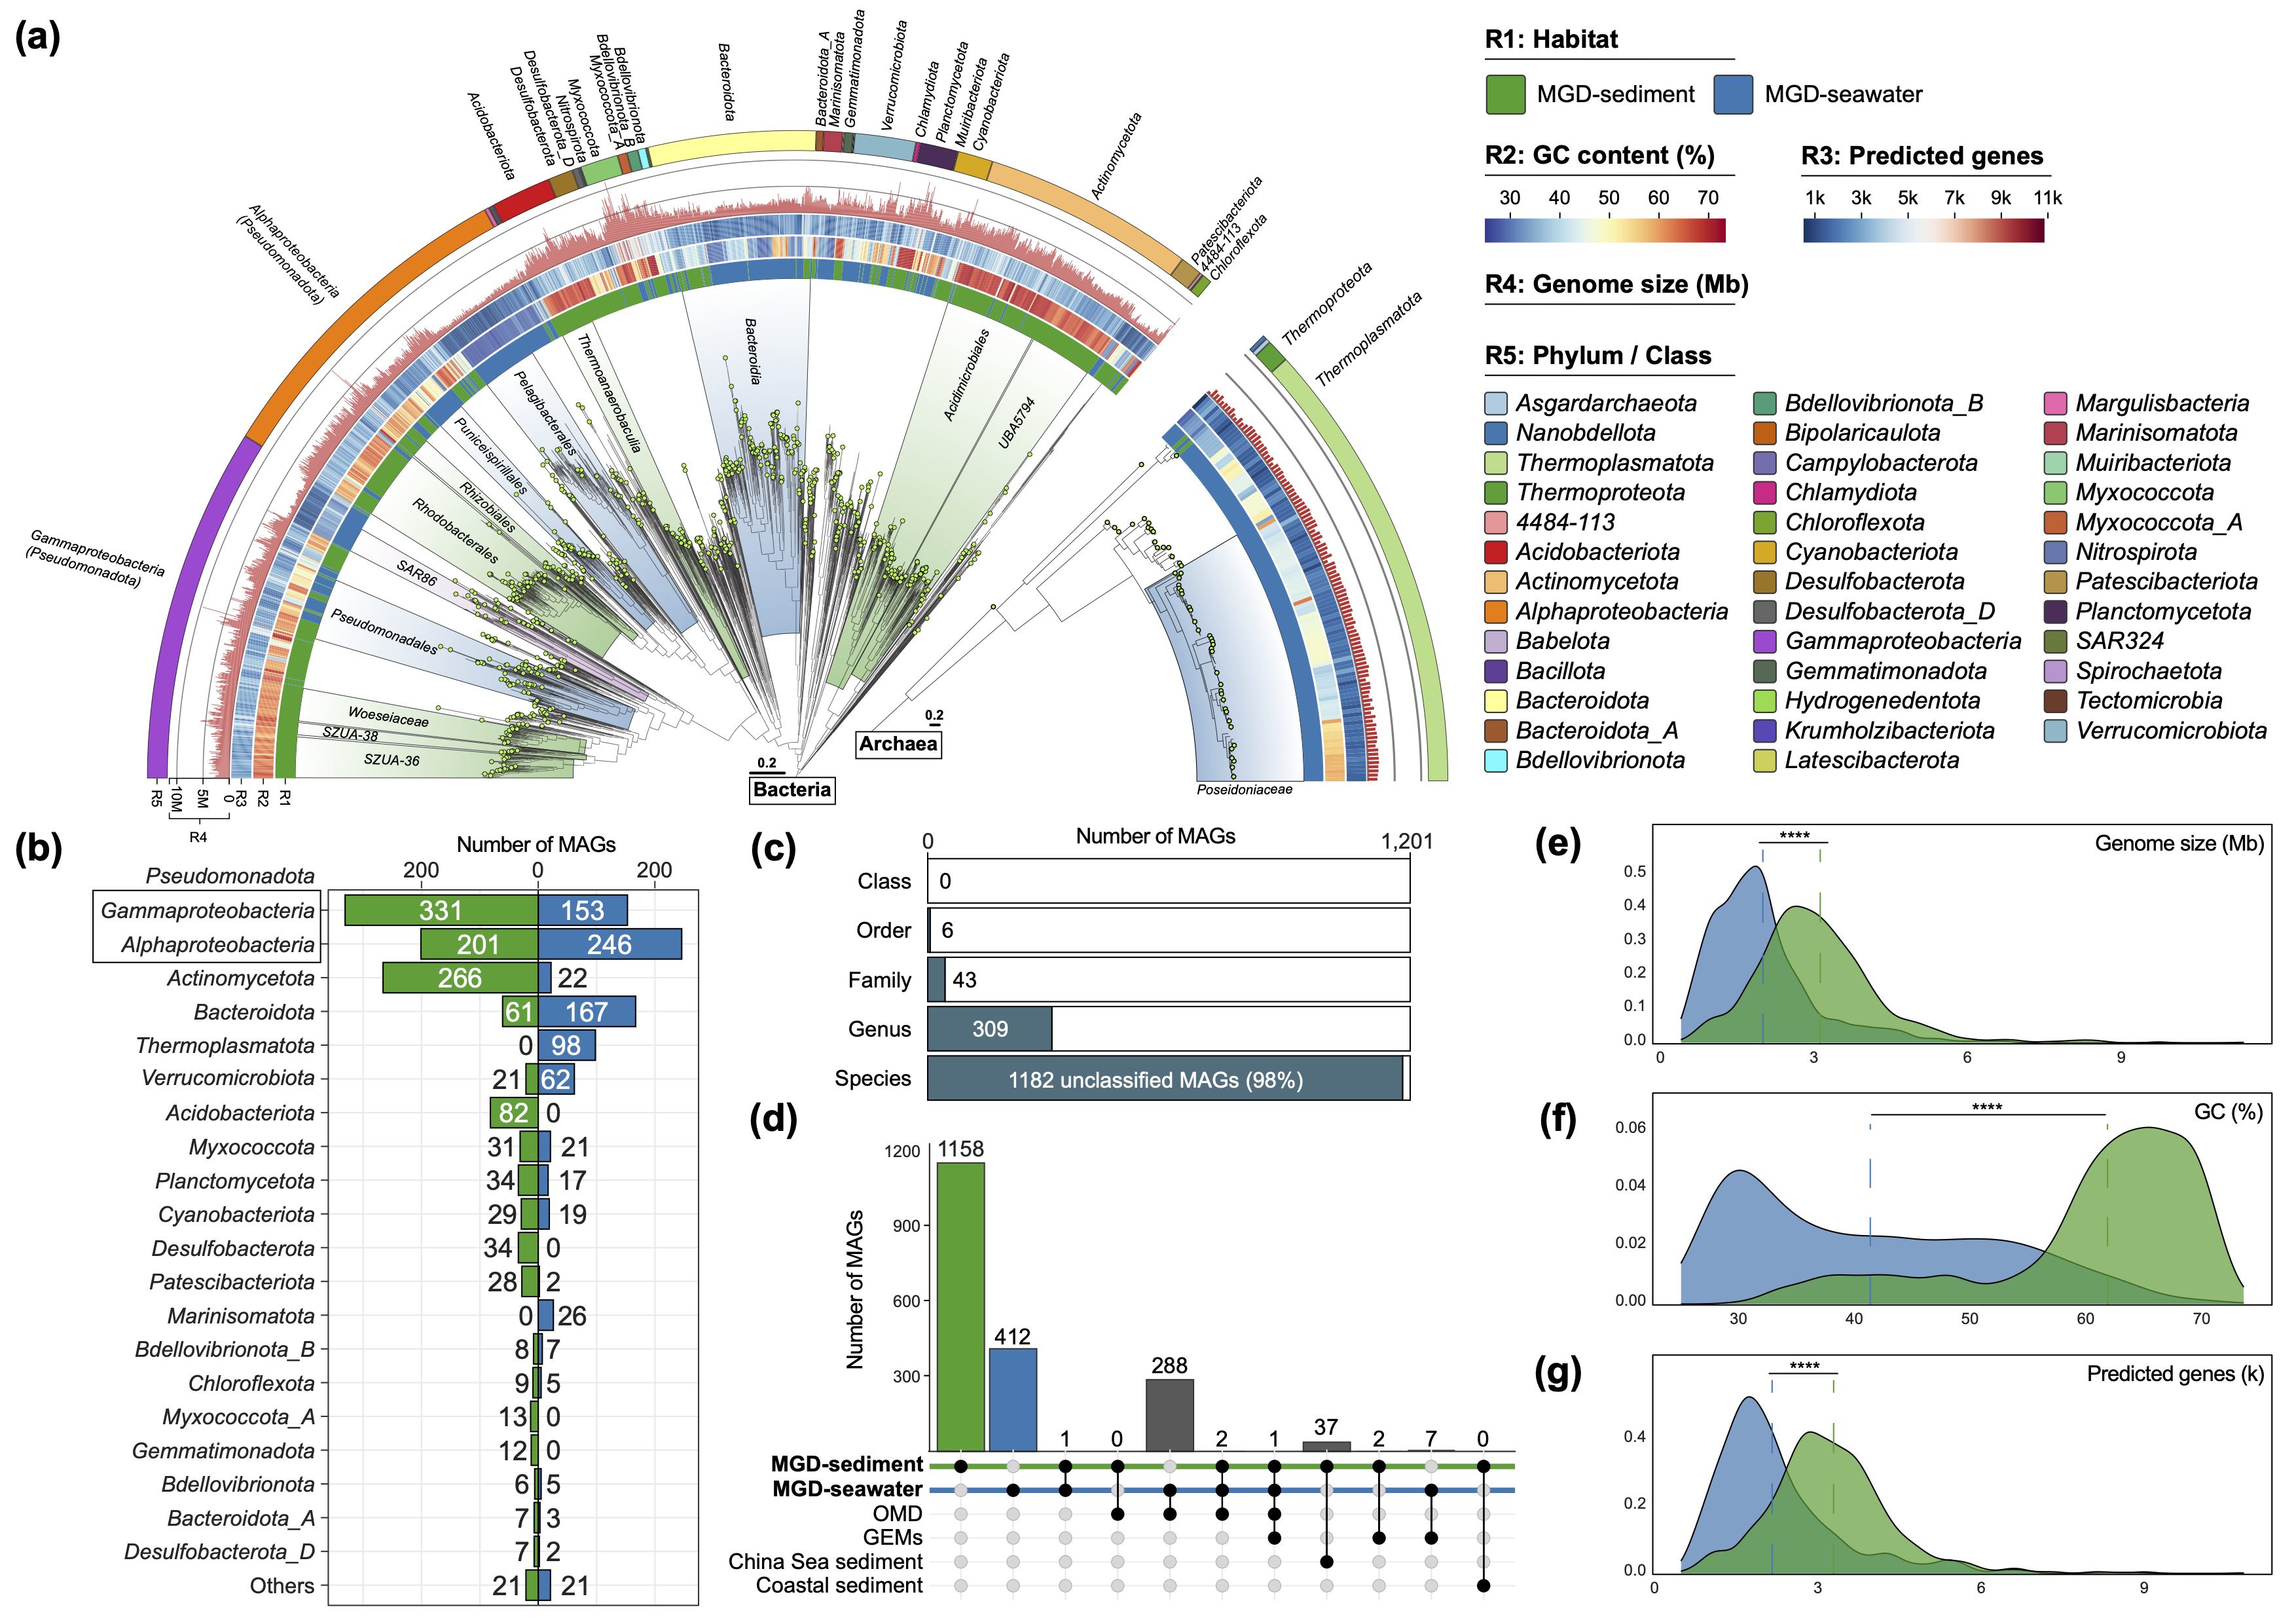 (a)
Acidobacteriota
Desulfobacterota
Desulfobacterota_D
Nitrospirota
Myxococcota
Myxococcota_A
Bdellovibrionota_B
Bdellovibrionota
Bacteroidota
Bacteroidota_A
Marinisomatota
Gemmatimonadota
Verrucomicrobiota
Chlamydiota
Planctomycetota
Muiribacteriota
Cyanobacteriota
Actinomycetota
Patescibacteriota
4484-113
Chloroflexota
Alphaproteobacteria
(Pseudomonadota)
Gammaproteobacteria
(Pseudomonadota)
Thermoproteota
Thermoplasmatota
Bacteroidia
Thermoanaerobaculia
Pelagibacterales
Puniceispirillales
Rhizobiales
Rhodobacterales
SAR86
Pseudomonadales
Woeseiaceae
SZUA-38
SZUA-36
Acidimicrobiales
UBA5794
Poseidoniaceae
0.2
Archaea
0.2
Bacteria
R5
10M
5M
0
R3
R2
R1
R4
R1: Habitat
MGD-sediment
MGD-seawater
R2: GC content (%)
30 40 50 60 70
R3: Predicted genes
1k 3k 5k 7k 9k 11k
R4: Genome size (Mb)
R5: Phylum / Class
Asgardarchaeota
Nanobdellota
Thermoplasmatota
Thermoproteota
4484-113
Acidobacteriota
Actinomycetota
Alphaproteobacteria
Babelota
Bacillota
Bacteroidota
Bacteroidota_A
Bdellovibrionota
Bdellovibrionota_B
Bipolaricaulota
Campylobacterota
Chlamydiota
Chloroflexota
Cyanobacteriota
Desulfobacterota
Desulfobacterota_D
Gammaproteobacteria
Gemmatimonadota
Hydrogenedentota
Krumholzibacteriota
Latescibacterota
Margulisbacteria
Marinisomatota
Muiribacteriota
Myxococcota
Myxococcota_A
Nitrospirota
Patescibacteriota
Planctomycetota
SAR324
Spirochaetota
Tectomicrobia
Verrucomicrobiota
(b)
Number of MAGs
Pseudomonadota
200 0 200
Gammaproteobacteria 331 153
Alphaproteobacteria 201 246
Actinomycetota 266 22
Bacteroidota 61 167
Thermoplasmatota 0 98
Verrucomicrobiota 21 62
Acidobacteriota 82 0
Myxococcota 31 21
Planctomycetota 34 17
Cyanobacteriota 29 19
Desulfobacterota 34 0
Patescibacteriota 28 2
Marinisomatota 0 26
Bdellovibrionota_B 8 7
Chloroflexota 9 5
Myxococcota_A 13 0
Gemmatimonadota 12 0
Bdellovibrionota 6 5
Bacteroidota_A 7 3
Desulfobacterota_D 7 2
Others 21 21
(c)
0 Number of MAGs 1,201
Class 0
Order 6
Family 43
Genus 309
Species 1182 unclassified MAGs (98%)
(d)
Number of MAGs
1200
900
600
300
1158 412 1 0 288 2 1 37 2 7 0
MGD-sediment
MGD-seawater
OMD
GEMs
China Sea sediment
Coastal sediment
(e)
****
Genome size (Mb)
0.5
0.4
0.3
0.2
0.1
0.0
0 3 6 9
(f)
****
GC (%)
0.06
0.04
0.02
0.00
30 40 50 60 70
(g)
****
Predicted genes (k)
0.4
0.2
0.0
0 3 6 9